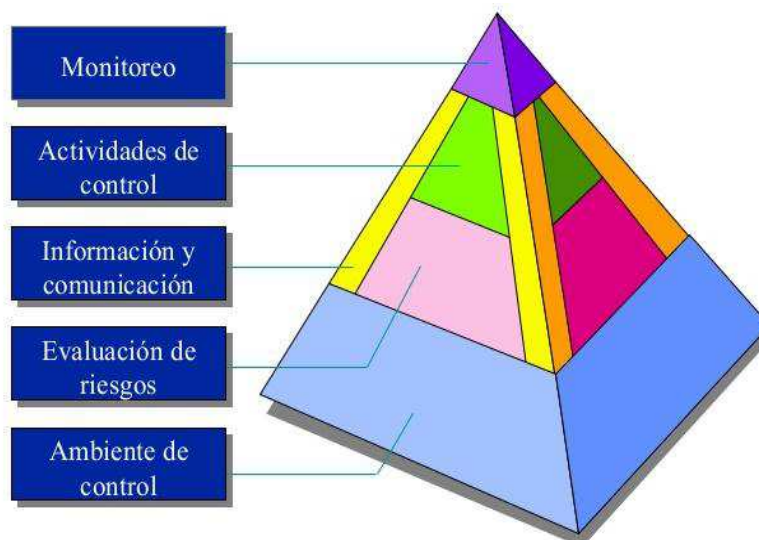 Monitoreo
Actividades de
control
Información y
comunicación
Evaluación de
riesgos
Ambiente de
control